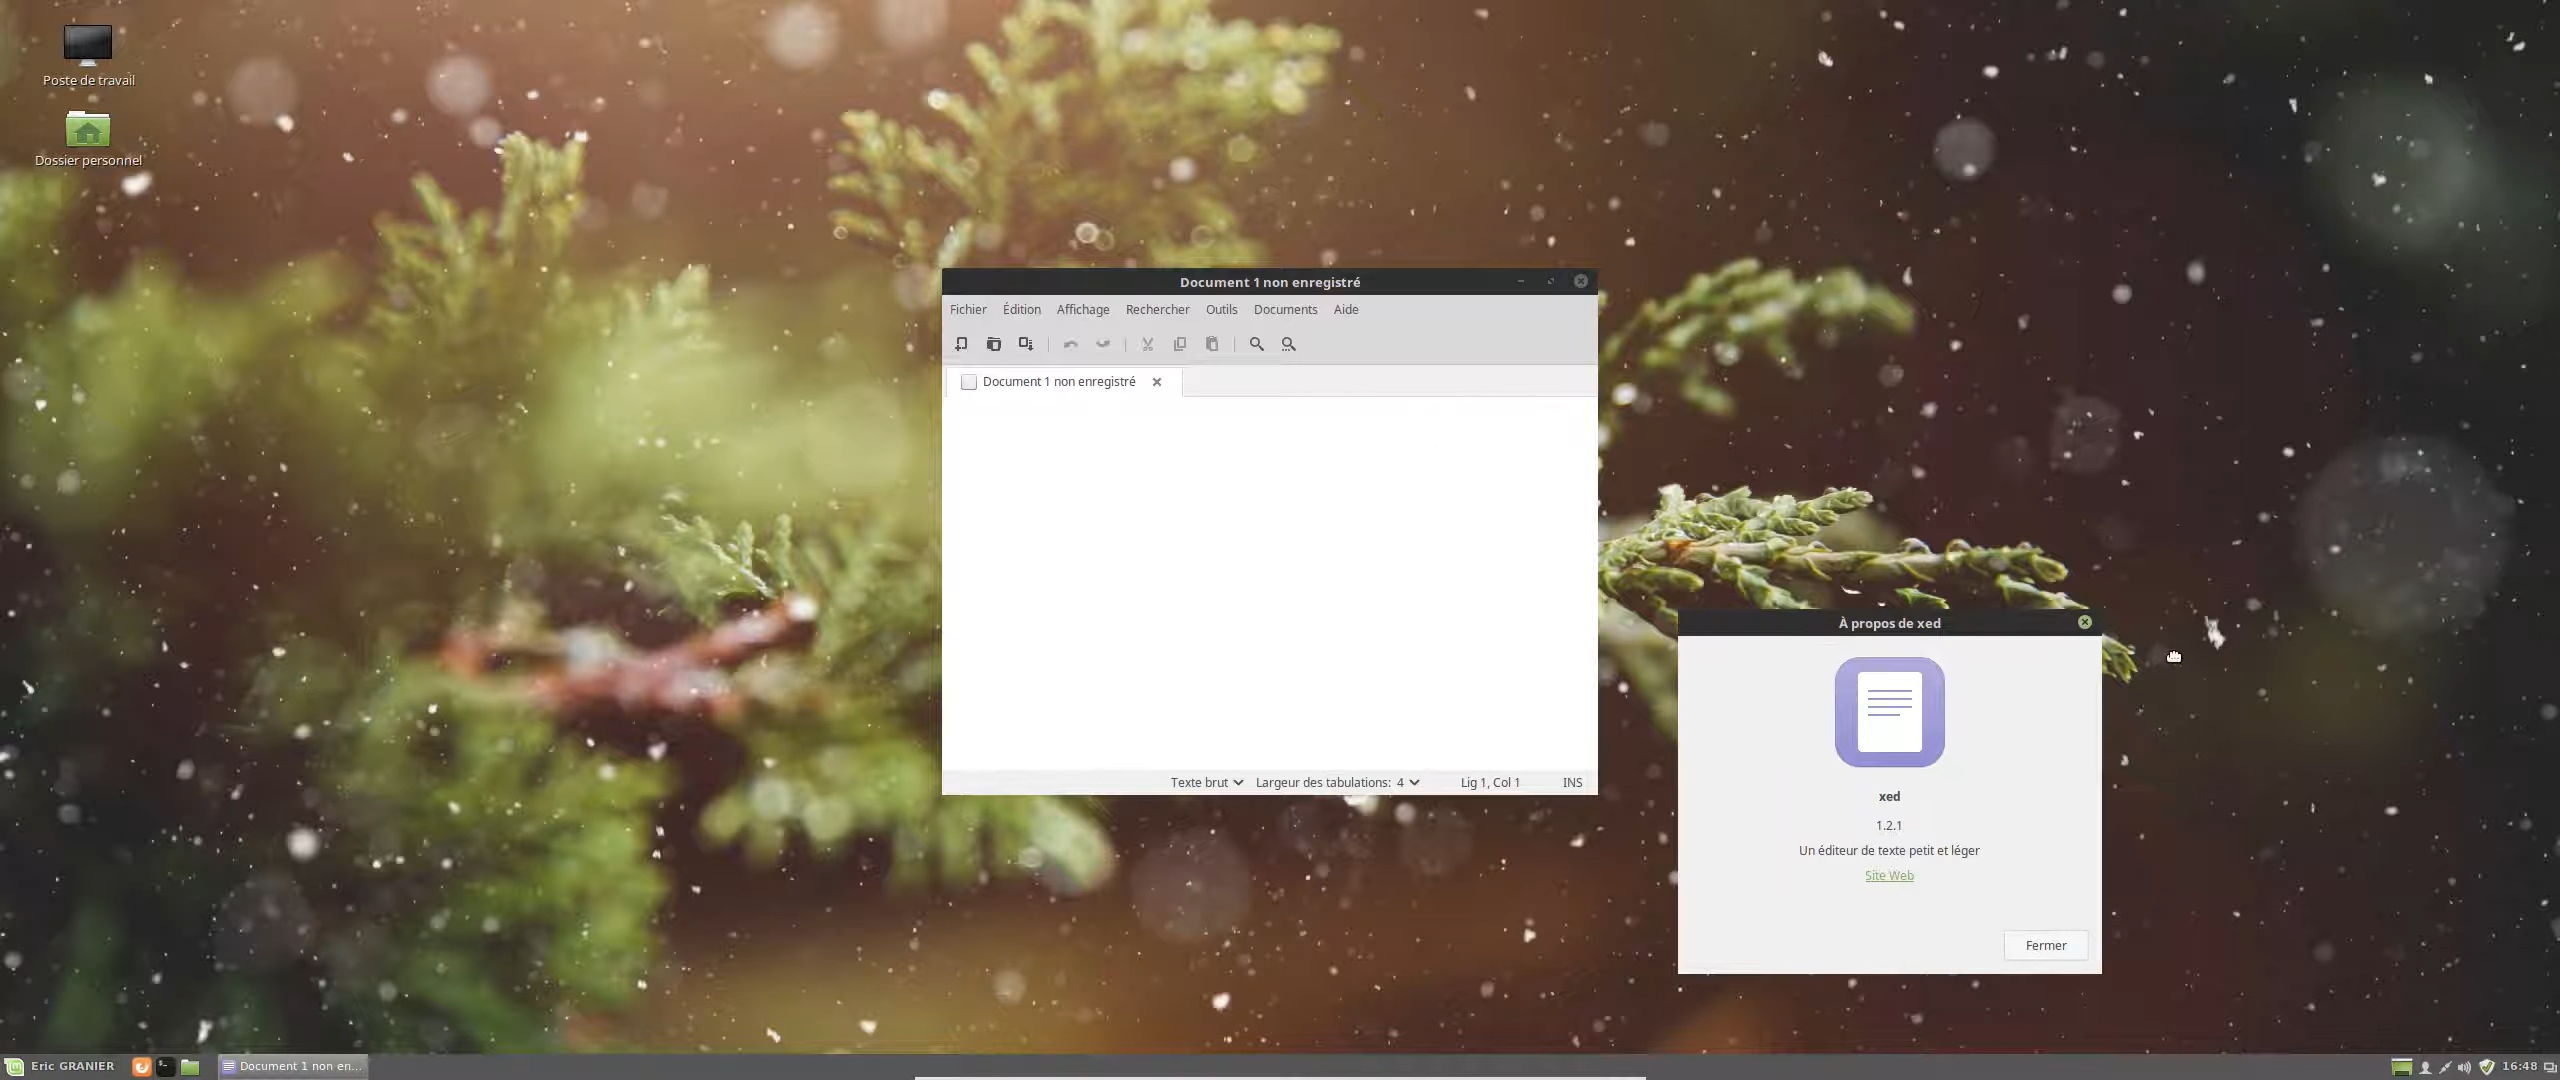 Poste de travail
Dossier personnel
Document 1 non enregistré
Fichier Édition Affichage Rechercher Outils Documents Aide
Document 1 non enregistré
Texte brut Largeur des tabulations: 4 Lig 1, Col 1 INS
À propos de xed
xed
1.2.1
Un éditeur de texte petit et léger
Site Web
Fermer
Eric GRANIER Document 1 non en... 16:48